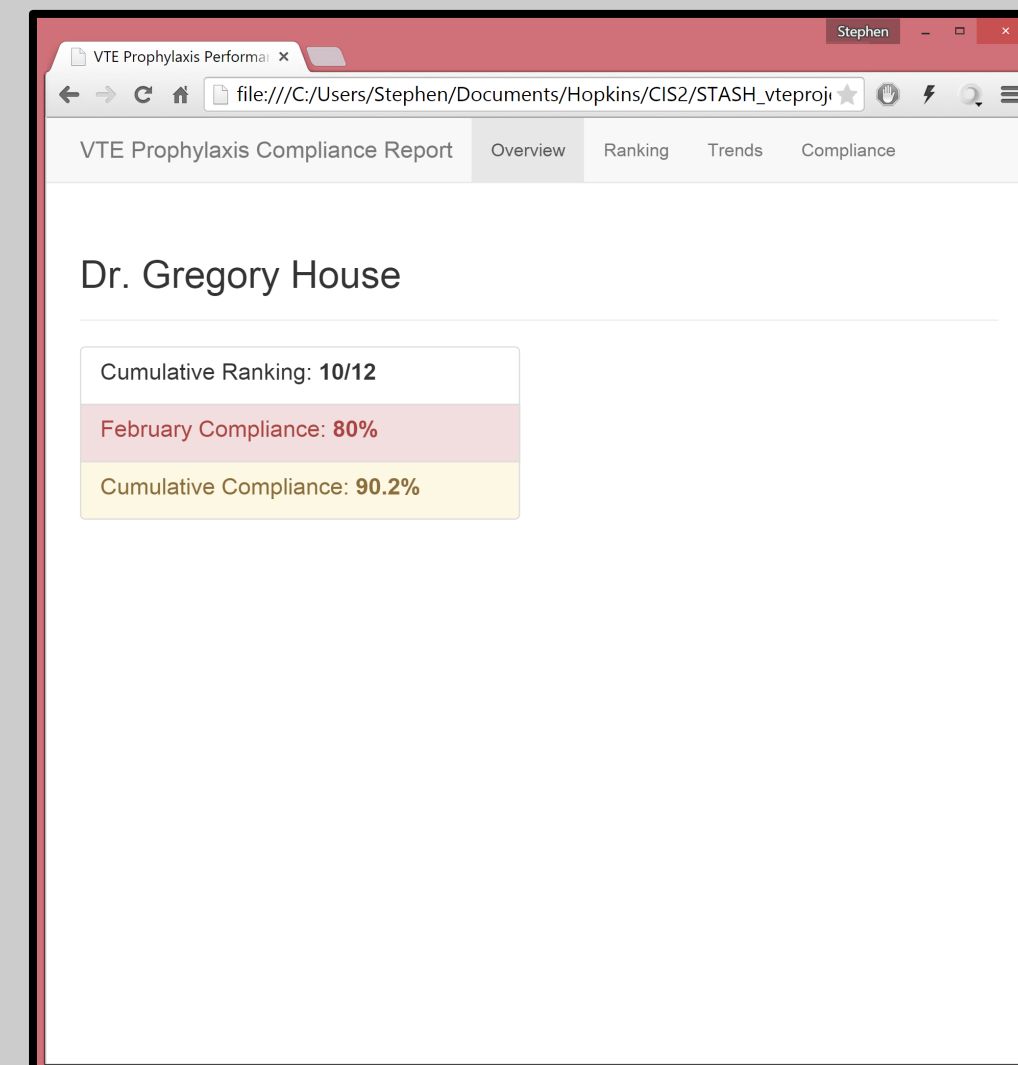 Stephen
VTE Prophylaxis Performa
file:///C:/Users/Stephen/Documents/Hopkins/CIS2/STASH_vteproj
VTE Prophylaxis Compliance Report Overview Ranking Trends Compliance
Dr. Gregory House
Cumulative Ranking: 10/12
February Compliance: 80%
Cumulative Compliance: 90.2%